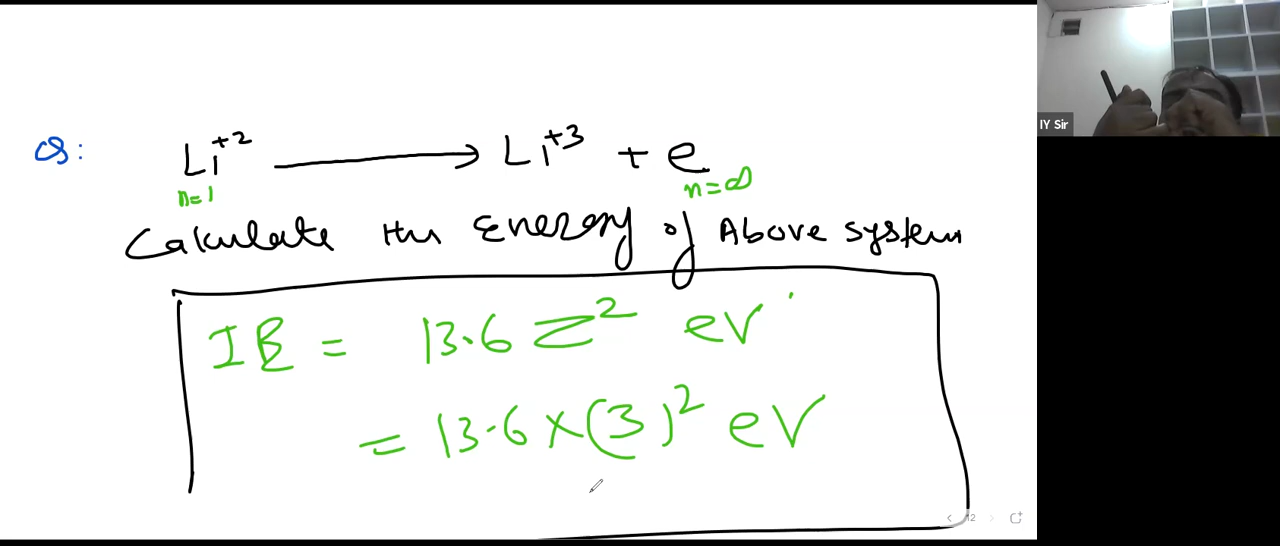 Q:
Li+2 ⟶ Li+3 + e
n=1 n=∞
Calculate the Energy of Above system
IE = 13.6 Z² eV
= 13.6 × (3)² eV
IY Sir
12